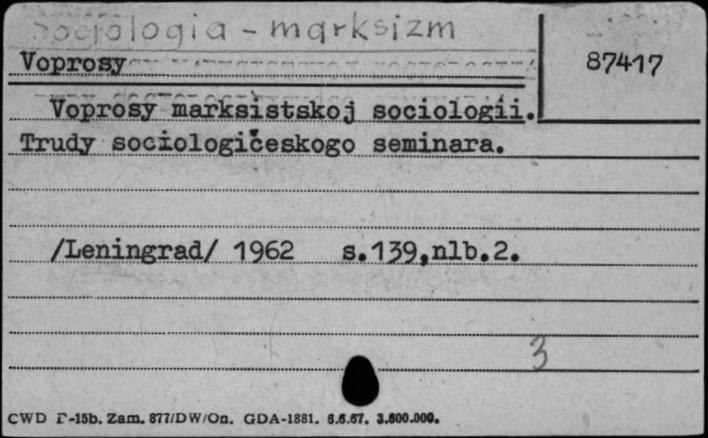 Socjologia - marksizm
Voprosy
87417
Voprosy marksistskoj sociologii.
Trudy sociologičeskogo seminara.
/Leningrad/ 1962 s.139,nlb.2.
3
CWD -15b. Zam. 877/DW/On. GDA-1881. 6.6.67. 3.600.000.